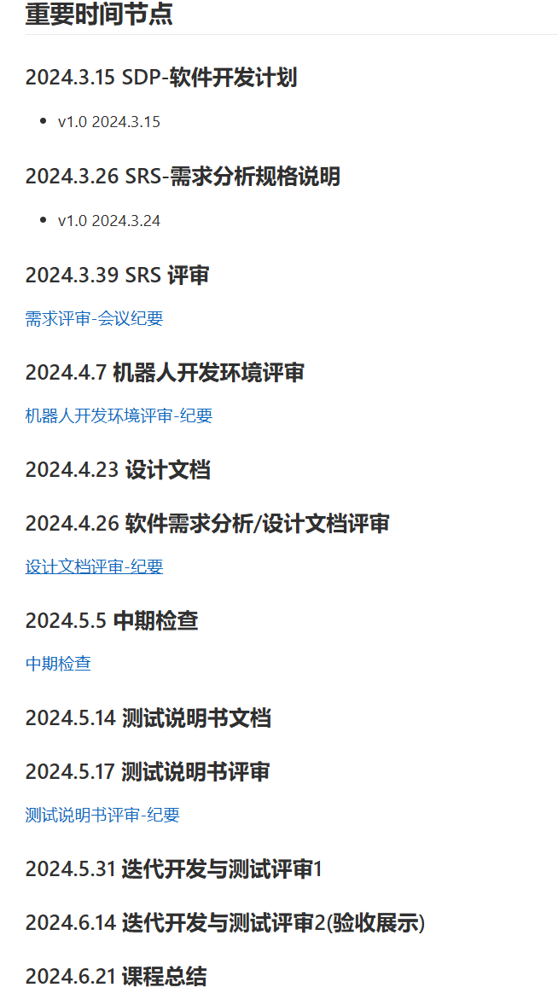 重要时间节点
2024.3.15 SDP-软件开发计划
v1.0 2024.3.15
2024.3.26 SRS-需求分析规格说明
v1.0 2024.3.24
2024.3.39 SRS 评审
需求评审-会议纪要
2024.4.7 机器人开发环境评审
机器人开发环境评审-纪要
2024.4.23 设计文档
2024.4.26 软件需求分析/设计文档评审
设计文档评审-纪要
2024.5.5 中期检查
中期检查
2024.5.14 测试说明书文档
2024.5.17 测试说明书评审
测试说明书评审-纪要
2024.5.31 迭代开发与测试评审1
2024.6.14 迭代开发与测试评审2(验收展示)
2024.6.21 课程总结